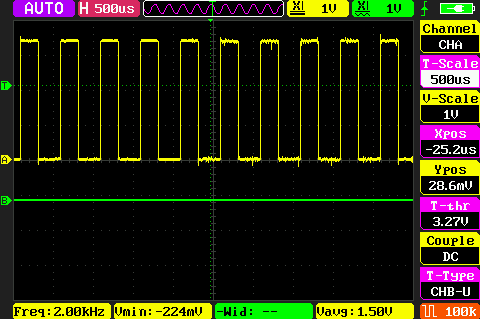 AUTO H 500us X1 1V X1 1V
Channel
CHA
T-Scale
500us
V-Scale
1V
Xpos
-25.2us
Ypos
28.6mV
T-thr
3.27V
Couple
DC
T-Type
CHB-U
T
A
B
Freq:2.00kHz Vmin:-224mV -Wid: -- Vavg:1.50V 100k